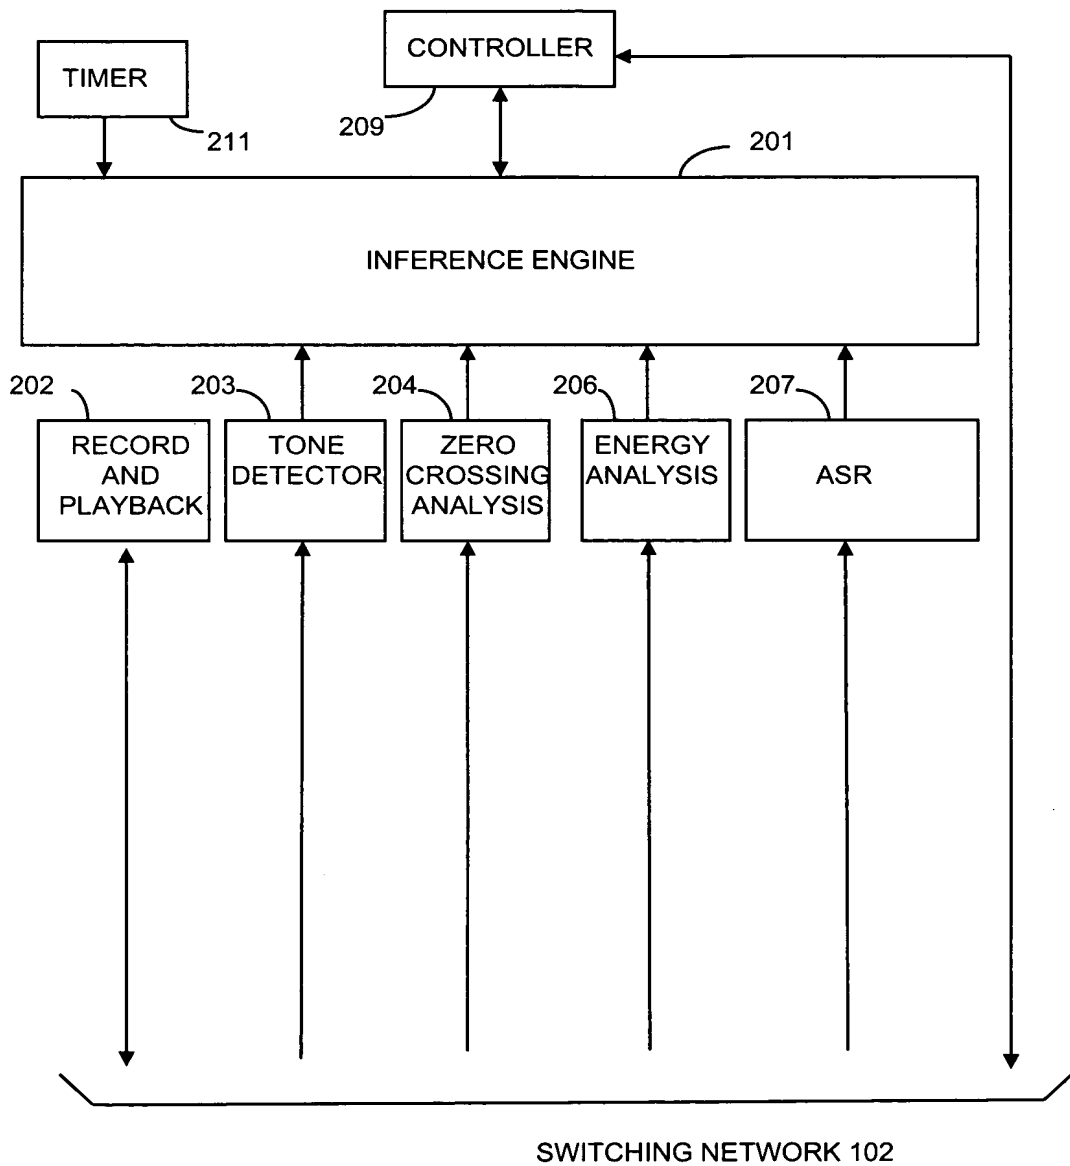 CONTROLLER
TIMER
209
211
201
INFERENCE ENGINE
202
203
204
206
207
RECORD
AND
PLAYBACK
TONE
DETECTOR
ZERO
CROSSING
ANALYSIS
ENERGY
ANALYSIS
ASR
SWITCHING NETWORK 102